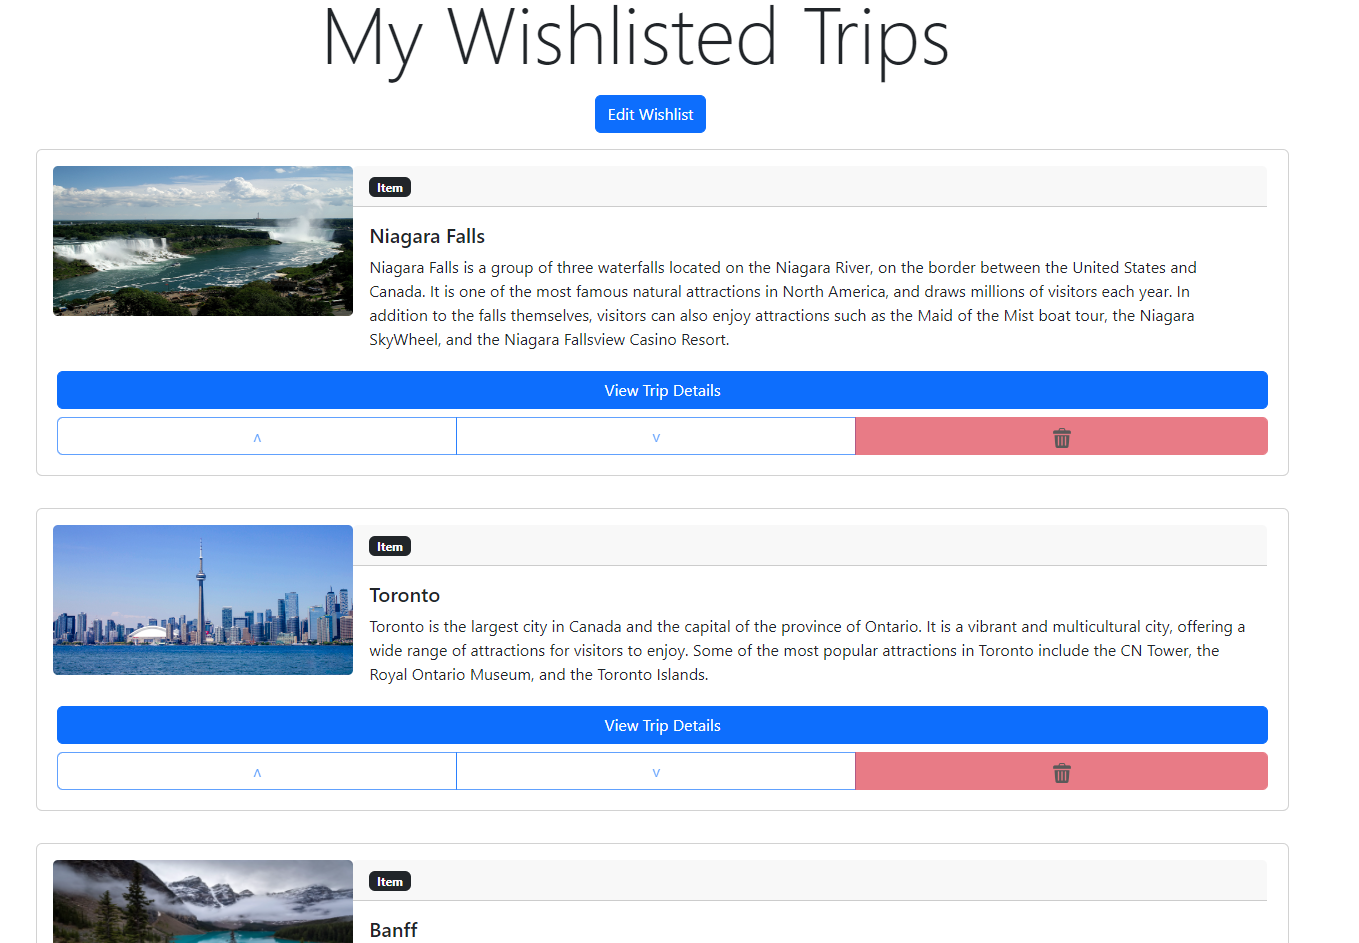 My Wishlisted Trips
Edit Wishlist
Item
Niagara Falls
Niagara Falls is a group of three waterfalls located on the Niagara River, on the border between the United States and
Canada. It is one of the most famous natural attractions in North America, and draws millions of visitors each year. In
addition to the falls themselves, visitors can also enjoy attractions such as the Maid of the Mist boat tour, the Niagara
SkyWheel, and the Niagara Fallsview Casino Resort.
View Trip Details
Item
Toronto
Toronto is the largest city in Canada and the capital of the province of Ontario. It is a vibrant and multicultural city, offering a
wide range of attractions for visitors to enjoy. Some of the most popular attractions in Toronto include the CN Tower, the
Royal Ontario Museum, and the Toronto Islands.
View Trip Details
Item
Banff